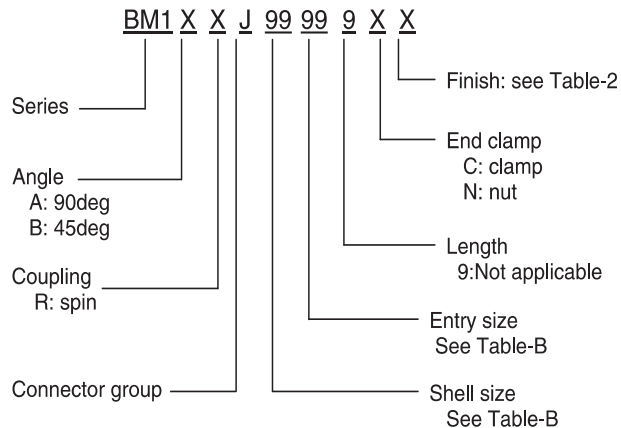 BM1 X X J 99 99 9 X X
Series
Angle
A: 90deg
B: 45deg
Coupling
R: spin
Connector group
Finish: see Table-2
End clamp
C: clamp
N: nut
Length
9:Not applicable
Entry size
See Table-B
Shell size
See Table-B